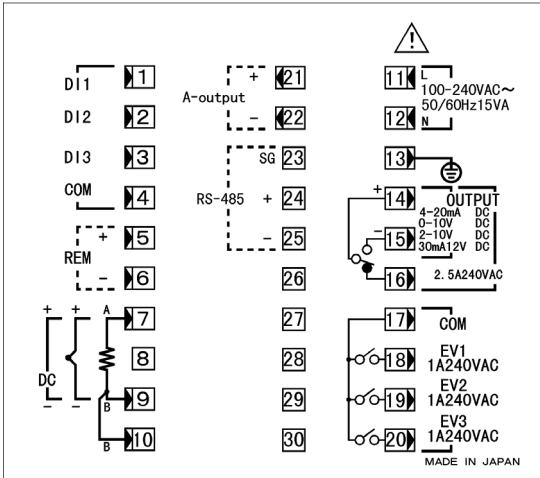 DI1
DI2
DI3
COM
REM
+
-
+ +
DC
- -
A
B
B
1
2
3
4
5
6
7
8
9
10
A-output
+
-
RS-485
SG
+
-
21
22
23
24
25
26
27
28
29
30
!
11
12
13
14
15
16
17
18
19
20
L
100-240VAC~
50/60Hz15VA
N
+
-
OUTPUT
4-20mA DC
0-10V DC
2-10V DC
30mA12V DC
2.5A240VAC
COM
EV1
1A240VAC
EV2
1A240VAC
EV3
1A240VAC
MADE IN JAPAN